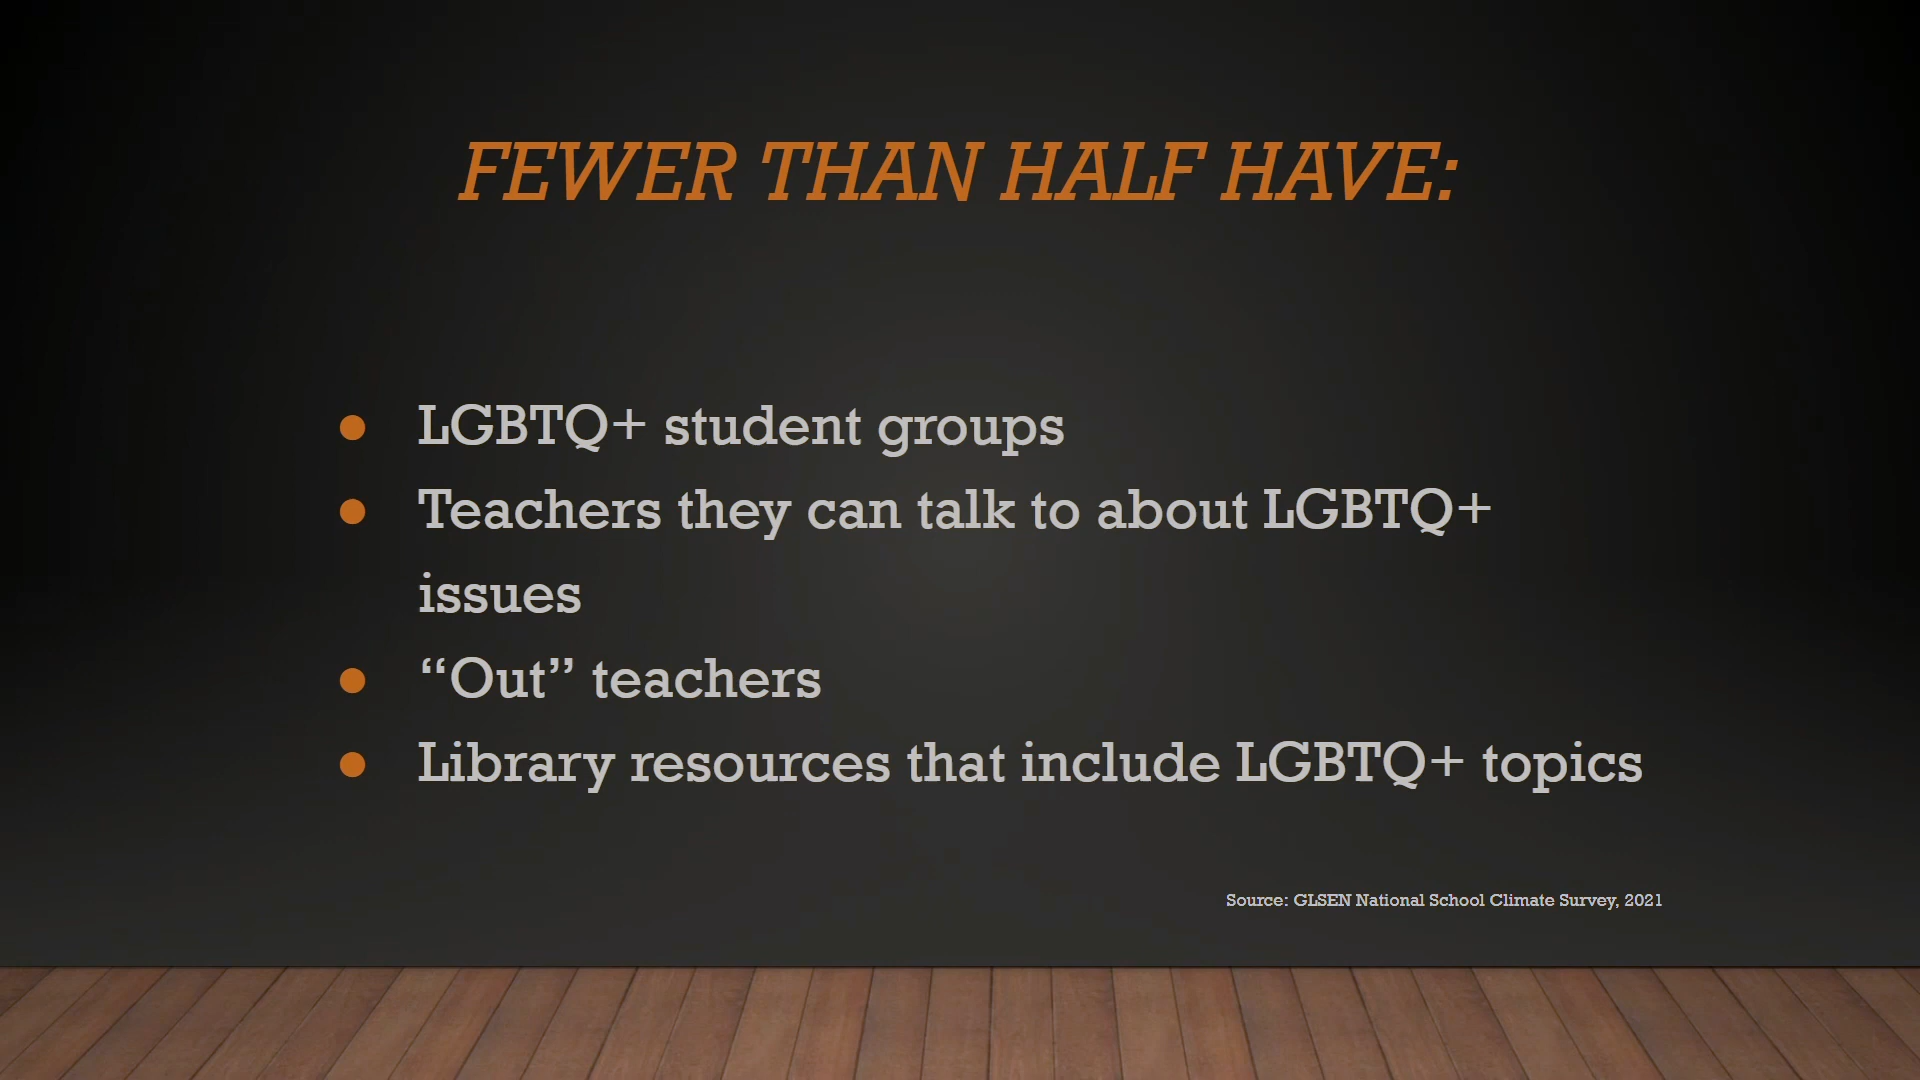 FEWER THAN HALF HAVE:
● LGBTQ+ student groups
● Teachers they can talk to about LGBTQ+
issues
● “Out” teachers
● Library resources that include LGBTQ+ topics
Source: GLSEN National School Climate Survey, 2021